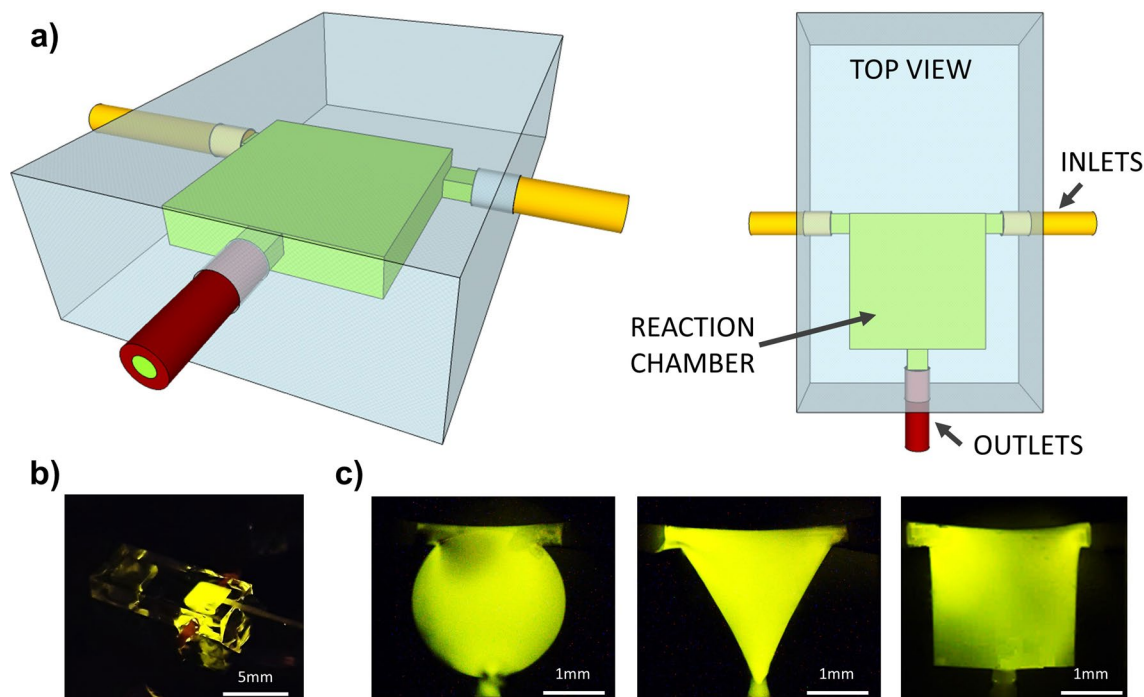 a)
TOP VIEW
INLETS
REACTION
CHAMBER
OUTLETS
b)
c)
5mm
1mm
1mm
1mm